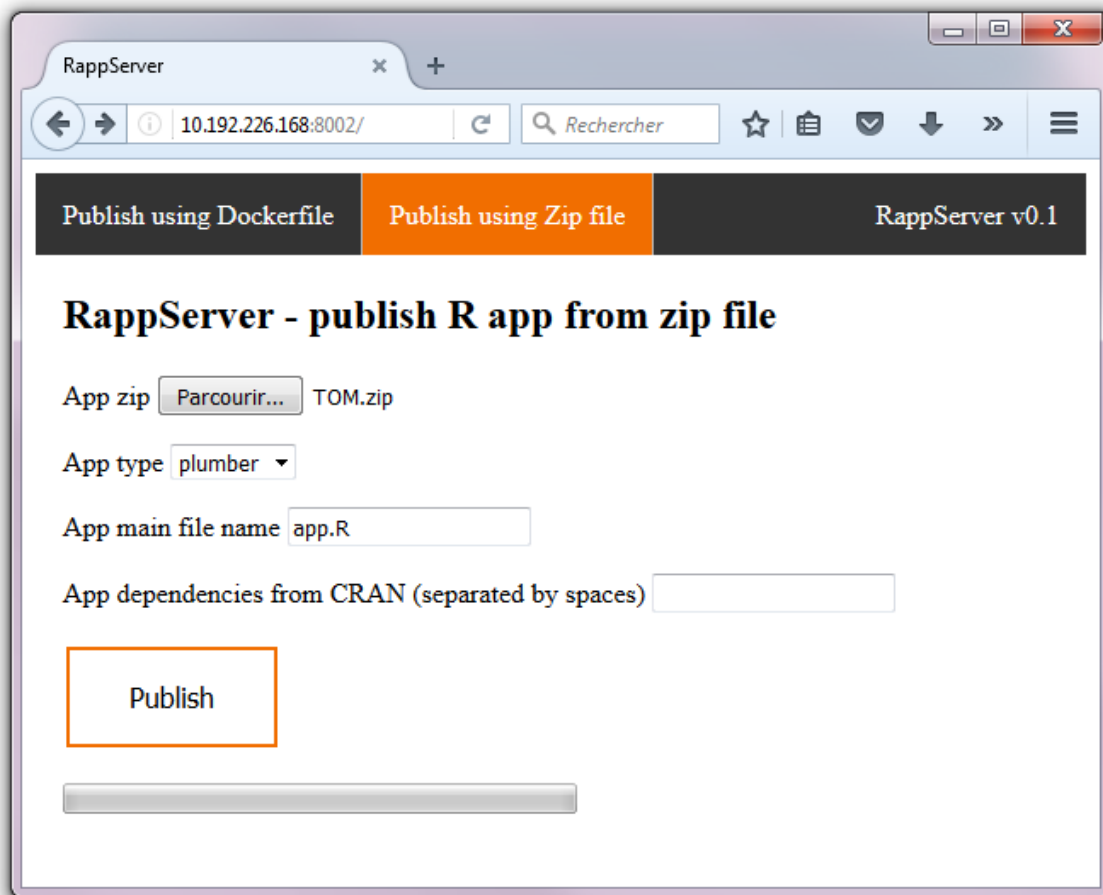 RappServer
10.192.226.168:8002/ Rechercher
Publish using Dockerfile Publish using Zip file RappServer v0.1
RappServer - publish R app from zip file
App zip Parcourir... TOM.zip
App type plumber
App main file name app.R
App dependencies from CRAN (separated by spaces)
Publish